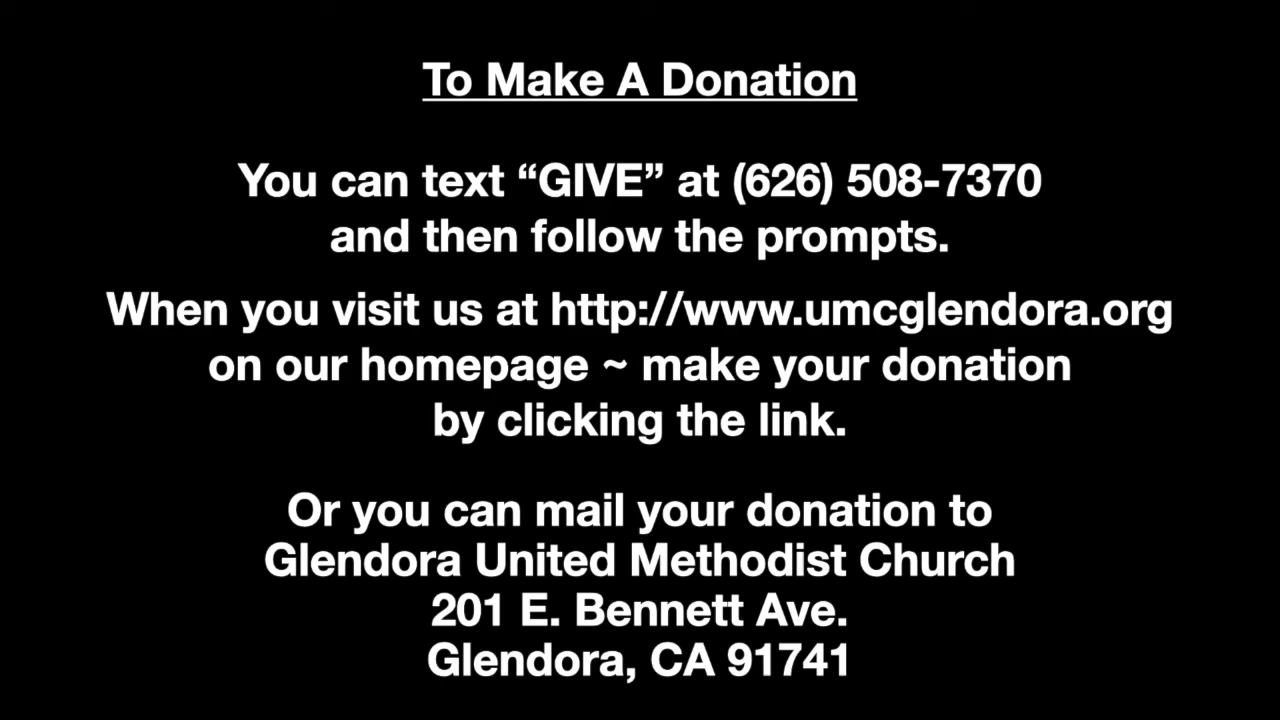 To Make A Donation
You can text “GIVE” at (626) 508-7370
and then follow the prompts.
When you visit us at http://www.umcglendora.org
on our homepage ~ make your donation
by clicking the link.
Or you can mail your donation to
Glendora United Methodist Church
201 E. Bennett Ave.
Glendora, CA 91741